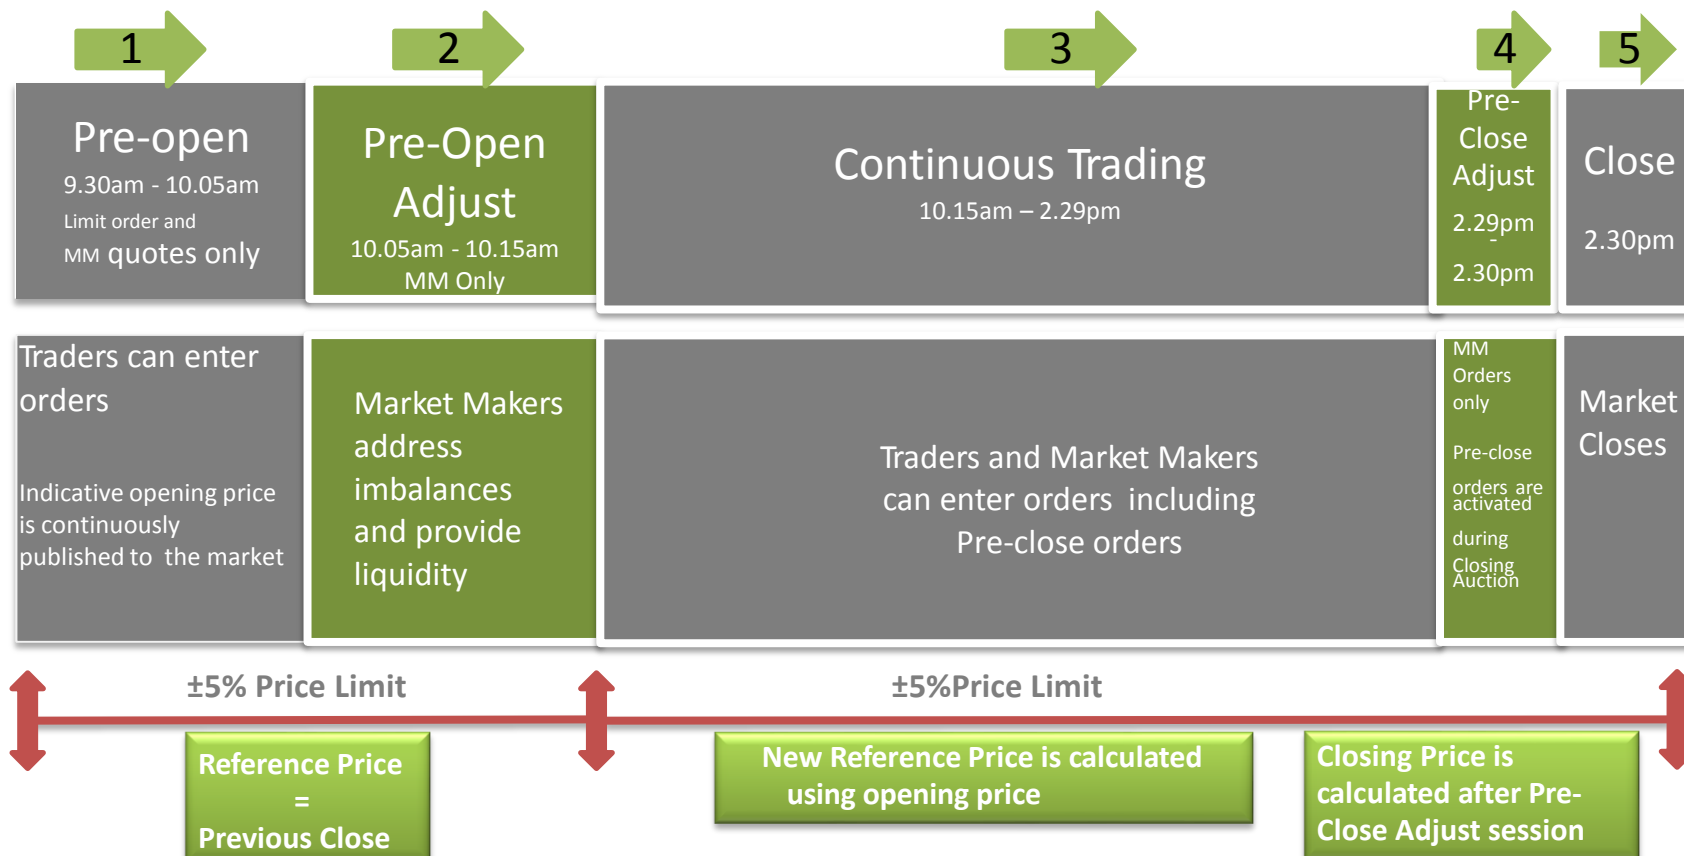 1
2
3
4
5
Pre-open
9.30am - 10.05am
Limit order and
MM quotes only
Pre-Open
Adjust
10.05am - 10.15am
MM Only
Continuous Trading
10.15am – 2.29pm
Pre-
Close
Adjust
2.29pm
-
2.30pm
Close
2.30pm
Traders can enter
orders
Indicative opening price
is continuously
published to the market
Market Makers
address
imbalances
and provide
liquidity
Traders and Market Makers
can enter orders including
Pre-close orders
MM
Orders
only
Pre-close
orders are
activated
during
Closing
Auction
Market
Closes
±5% Price Limit
±5%Price Limit
Reference Price
=
Previous Close
New Reference Price is calculated
using opening price
Closing Price is
calculated after Pre-
Close Adjust session